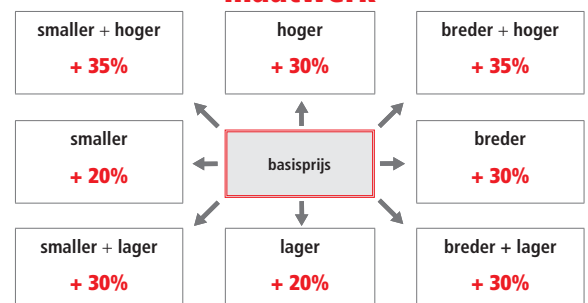 maatwerk
smaller + hoger
+ 35%
hoger
+ 30%
breder + hoger
+ 35%
smaller
+ 20%
basisprijs
breder
+ 30%
smaller + lager
+ 30%
lager
+ 20%
breder + lager
+ 30%